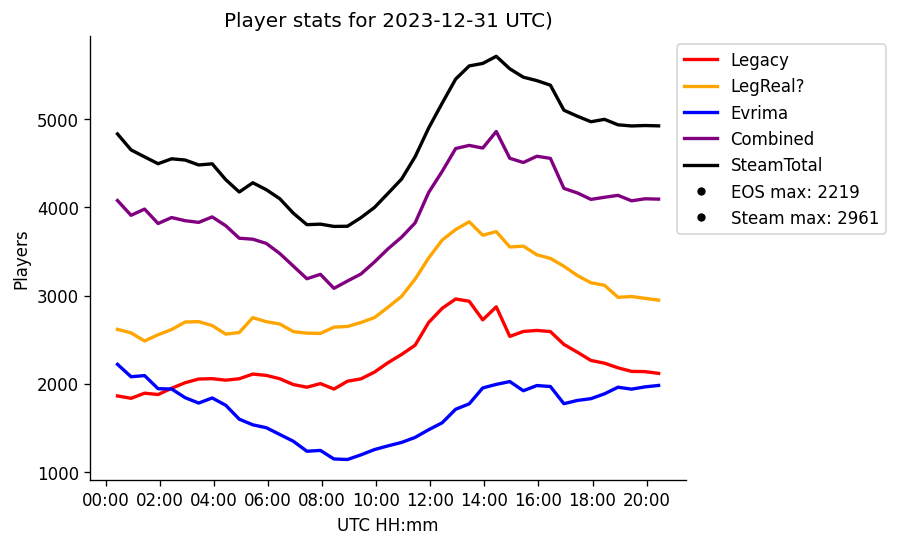 Player stats for 2023-12-31 UTC)
Legacy
LegReal?
Evrima
Combined
SteamTotal
EOS max: 2219
Steam max: 2961
Players
5000
4000
3000
2000
1000
00:00 02:00 04:00 06:00 08:00 10:00 12:00 14:00 16:00 18:00 20:00
UTC HH:mm